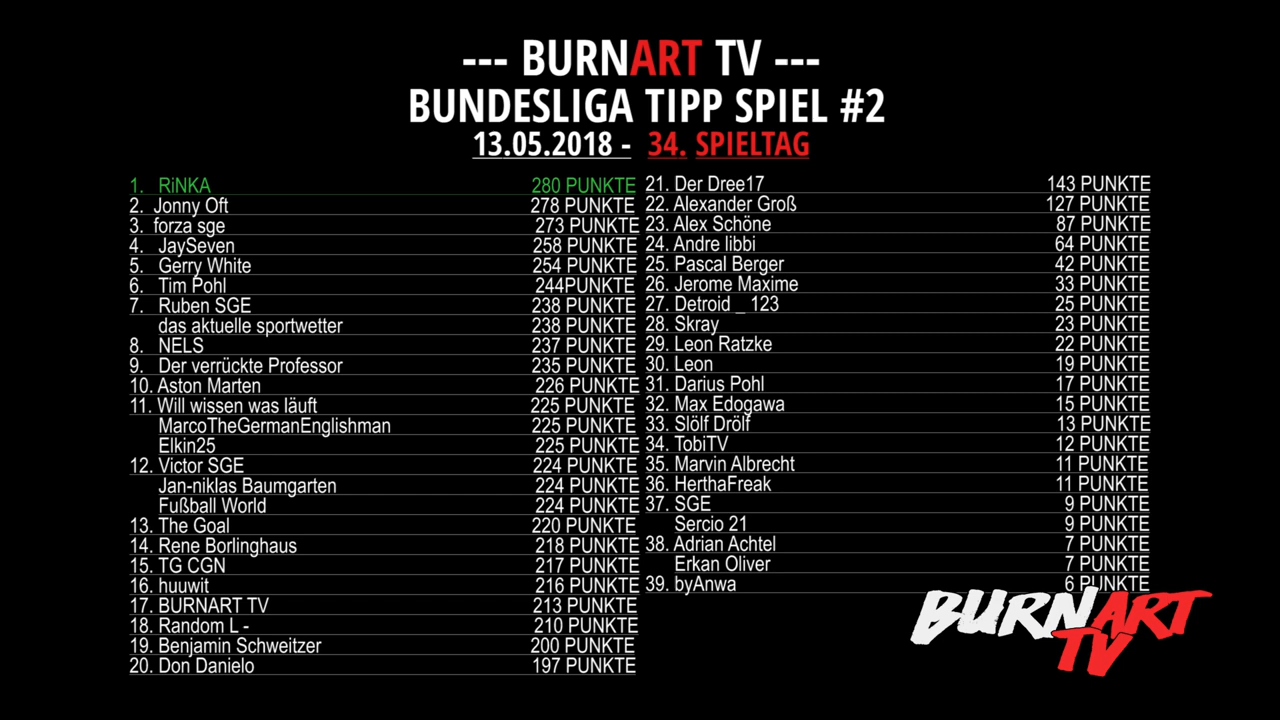 --- BURNART TV ---
BUNDESLIGA TIPP SPIEL #2
13.05.2018 - 34. SPIELTAG
1. RiNKA 280 PUNKTE
2. Jonny Oft 278 PUNKTE
3. forza sge 273 PUNKTE
4. JaySeven 258 PUNKTE
5. Gerry White 254 PUNKTE
6. Tim Pohl 244PUNKTE
7. Ruben SGE 238 PUNKTE
das aktuelle sportwetter 238 PUNKTE
8. NELS 237 PUNKTE
9. Der verrückte Professor 235 PUNKTE
10. Aston Marten 226 PUNKTE
11. Will wissen was läuft 225 PUNKTE
MarcoTheGermanEnglishman 225 PUNKTE
Elkin25 225 PUNKTE
12. Victor SGE 224 PUNKTE
Jan-niklas Baumgarten 224 PUNKTE
Fußball World 224 PUNKTE
13. The Goal 220 PUNKTE
14. Rene Borlinghaus 218 PUNKTE
15. TG CGN 217 PUNKTE
16. huuwit 216 PUNKTE
17. BURNART TV 213 PUNKTE
18. Random L - 210 PUNKTE
19. Benjamin Schweitzer 200 PUNKTE
20. Don Danielo 197 PUNKTE
21. Der Dree17 143 PUNKTE
22. Alexander Groß 127 PUNKTE
23. Alex Schöne 87 PUNKTE
24. Andre libbi 64 PUNKTE
25. Pascal Berger 42 PUNKTE
26. Jerome Maxime 33 PUNKTE
27. Detroid _ 123 25 PUNKTE
28. Skray 23 PUNKTE
29. Leon Ratzke 22 PUNKTE
30. Leon 19 PUNKTE
31. Darius Pohl 17 PUNKTE
32. Max Edogawa 15 PUNKTE
33. Slölf Drölf 13 PUNKTE
34. TobiTV 12 PUNKTE
35. Marvin Albrecht 11 PUNKTE
36. HerthaFreak 11 PUNKTE
37. SGE 9 PUNKTE
Sercio 21 9 PUNKTE
38. Adrian Achtel 7 PUNKTE
Erkan Oliver 7 PUNKTE
39. byAnwa 6 PUNKTE
BURNART
TV